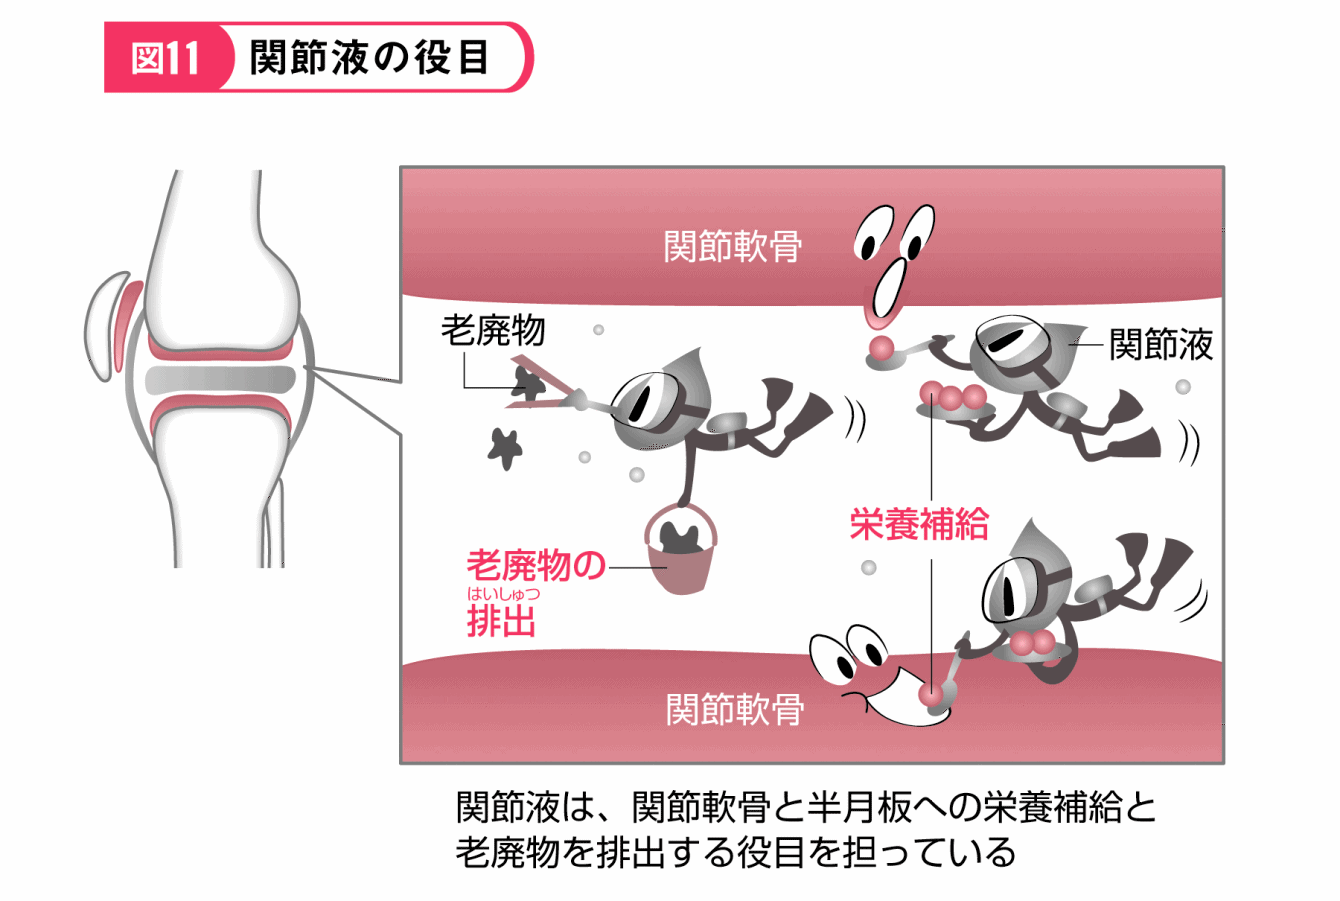 図11 関節液の役目
関節軟骨
老廃物
関節液
栄養補給
老廃物の
はいしゅつ
排出
関節軟骨
関節液は、関節軟骨と半月板への栄養補給と
老廃物を排出する役目を担っている